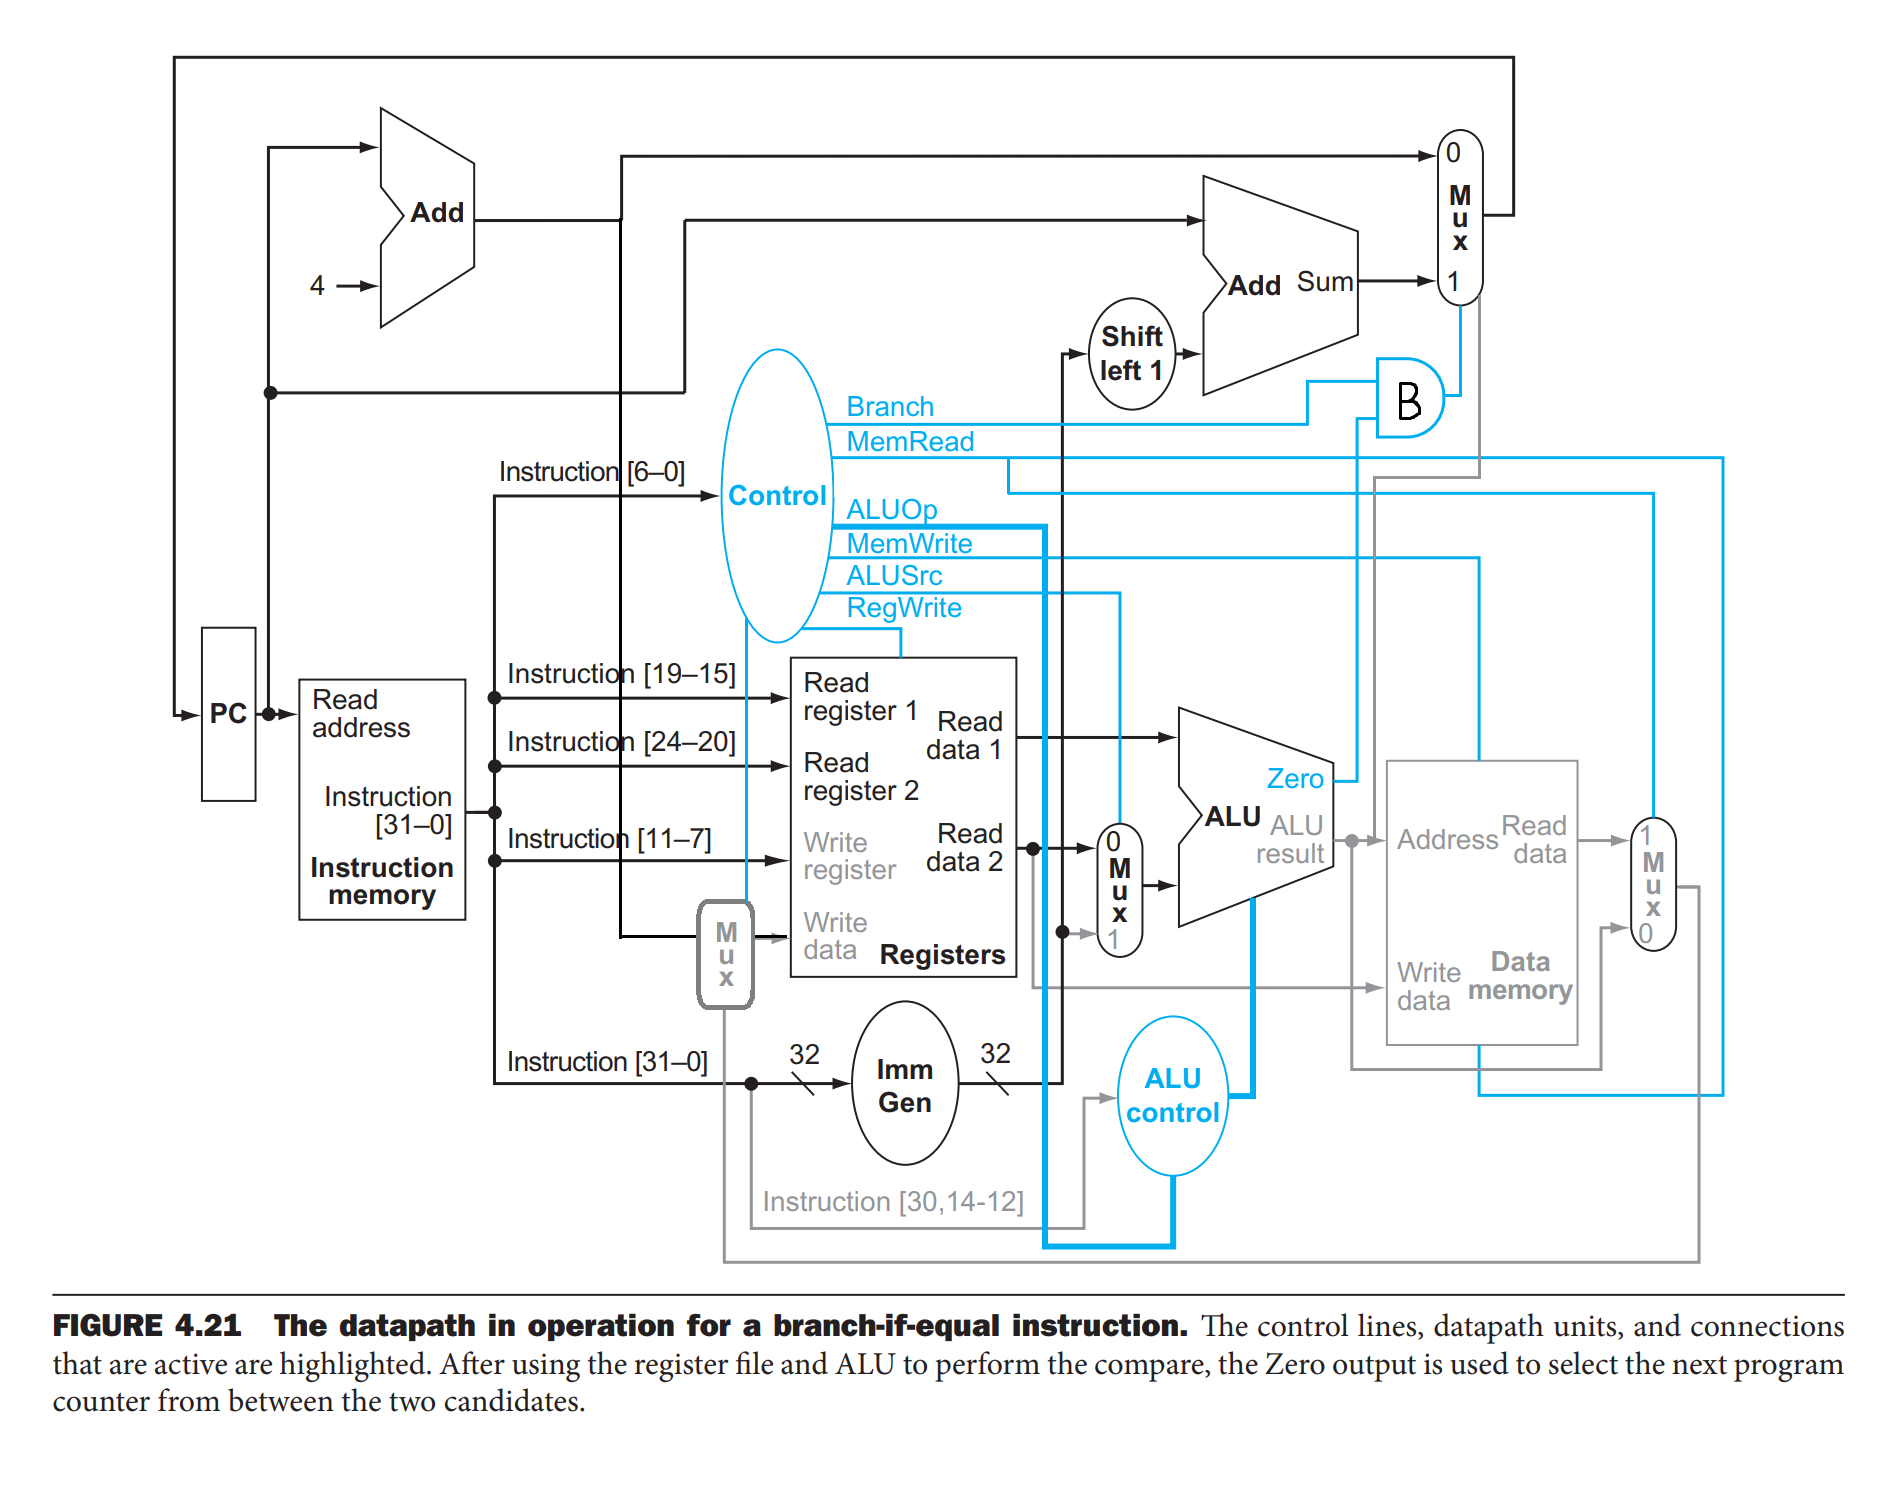 0
M
u
x
1
Add
4
Add Sum
Shift
left 1
B
Branch
MemRead
Instruction [6–0]
Control
ALUOp
MemWrite
ALUSrc
RegWrite
PC
Read
address
Instruction
[31–0]
Instruction
memory
Instruction [19–15]
Instruction [24–20]
Instruction [11–7]
Read
register 1
Read
data 1
Read
register 2
Write
register
Read
data 2
Write
data
Registers
M
u
x
0
M
u
x
1
Zero
ALU
ALU
result
Address
Read
data
Write
data
Data
memory
1
M
u
x
0
Instruction [31–0]
32
Imm
Gen
32
ALU
control
Instruction [30,14-12]
FIGURE 4.21 The datapath in operation for a branch-if-equal instruction. The control lines, datapath units, and connections
that are active are highlighted. After using the register file and ALU to perform the compare, the Zero output is used to select the next program
counter from between the two candidates.